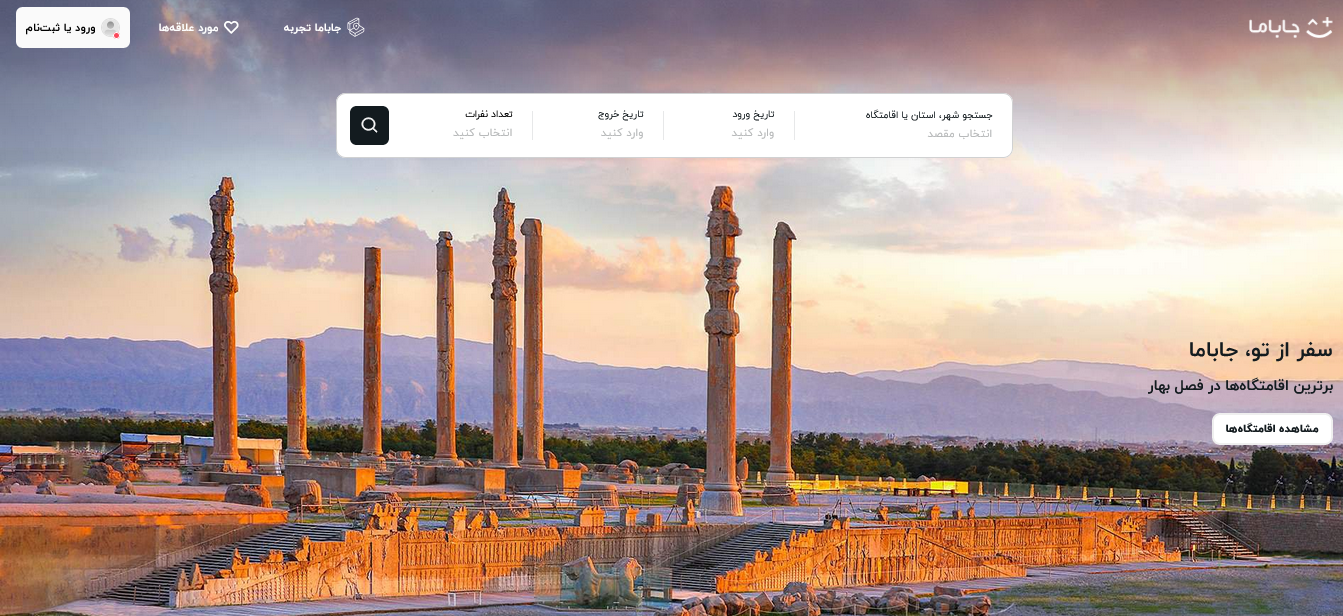 جاباما
جاباما تجربه
مورد علاقه‌ها
ورود یا ثبت‌نام
جستجو شهر، استان یا اقامتگاه
انتخاب مقصد
تاریخ ورود
وارد کنید
تاریخ خروج
وارد کنید
تعداد نفرات
انتخاب کنید
سفر از تو، جاباما
برترین اقامتگاه‌ها در فصل بهار
مشاهده اقامتگاه‌ها